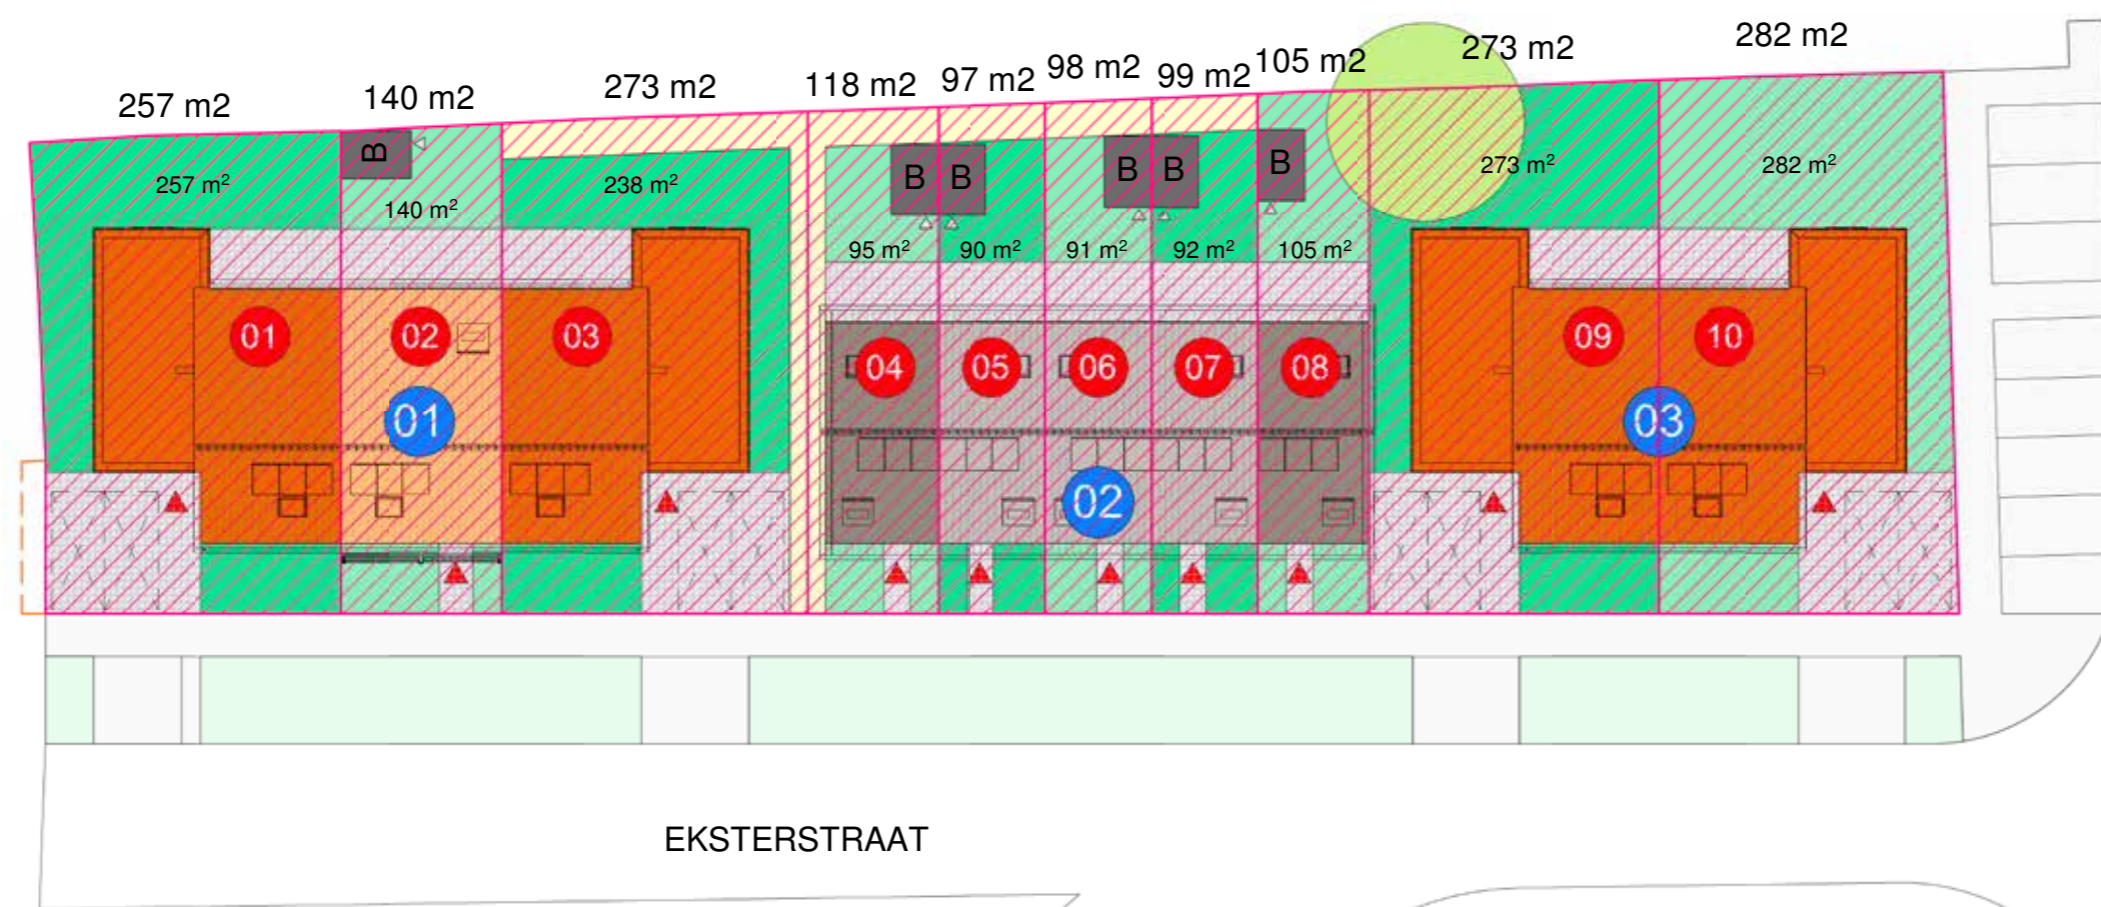 257 m2
140 m2
273 m2
118 m2
97 m2
98 m2
99 m2
105 m2
273 m2
282 m2
B
B
B
B
B
B
257 m²
140 m²
238 m²
273 m²
282 m²
95 m²
90 m²
91 m²
92 m²
105 m²
01
02
03
04
05
06
07
08
09
10
01
02
03
EKSTERSTRAAT